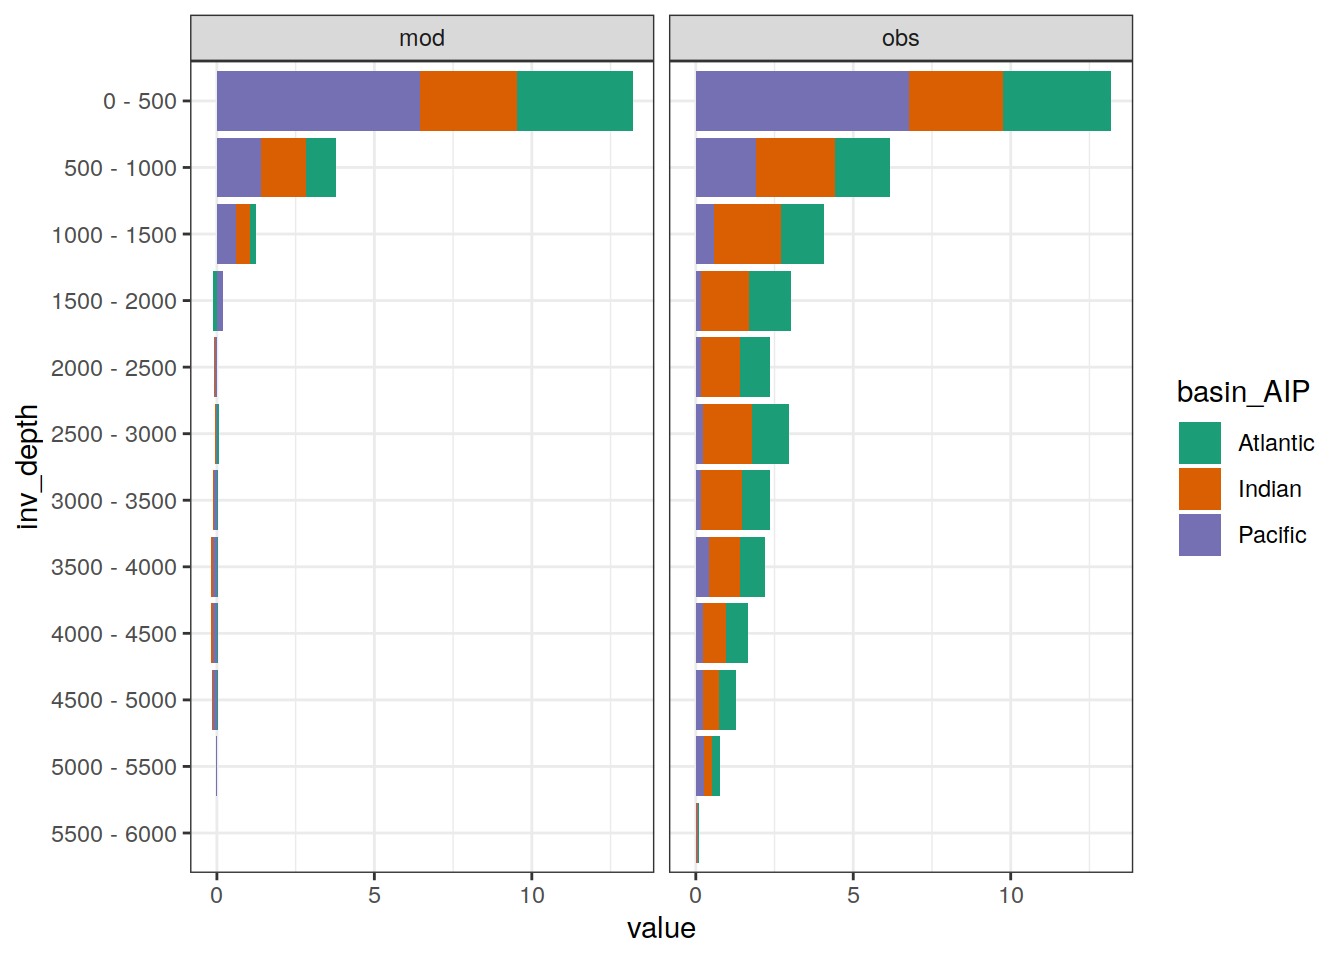 mod
obs
0 - 500
500 - 1000
1000 - 1500
1500 - 2000
2000 - 2500
2500 - 3000
3000 - 3500
3500 - 4000
4000 - 4500
4500 - 5000
5000 - 5500
5500 - 6000
inv_depth
0 5 10
0 5 10
value
basin_AIP
Atlantic
Indian
Pacific